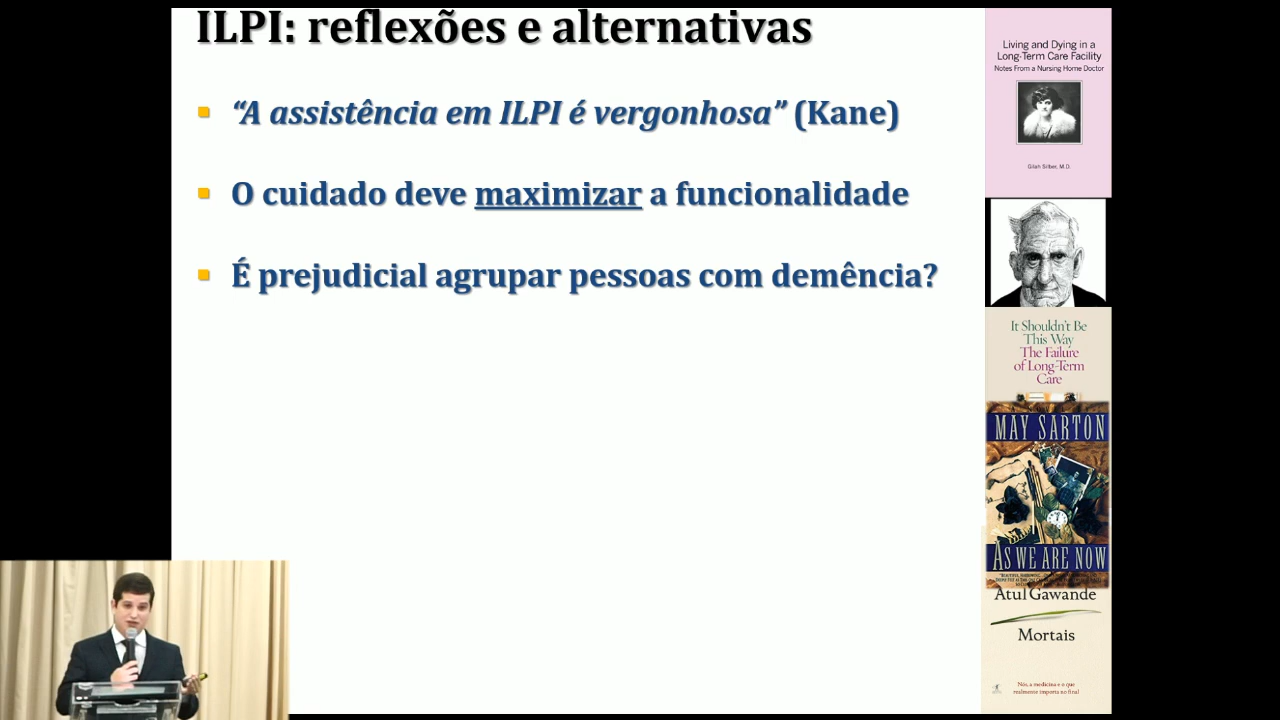 ILPI: reflexões e alternativas
“A assistência em ILPI é vergonhosa” (Kane)
O cuidado deve maximizar a funcionalidade
É prejudicial agrupar pessoas com demência?
Living and Dying in a
Long-Term Care Facility
Notes From a Nursing Home Doctor
Gilah Silber, M.D.
It Shouldn't Be
This Way
The Failure
of Long-Term
Care
MAY SARTON
AS WE ARE NOW
Atul Gawande
Mortais
Nós, a medicina e o que
realmente importa no final